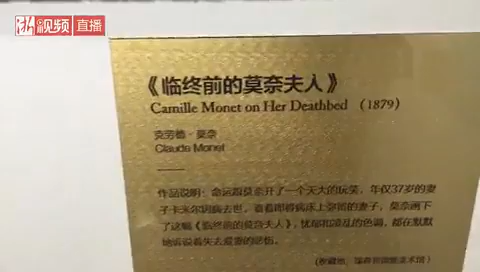 浙视频 直播
《临终前的莫奈夫人》
Camille Monet on Her Deathbed （1879）
克劳德·莫奈
Claude Monet
作品说明：命运跟莫奈开了一个天大的玩笑，年仅37岁的妻
子卡米尔因病去世，看着即将病床上弥留的妻子，莫奈画下
了这幅《临终前的莫奈夫人》，忧郁和凌乱的色调，都在默默
地诉说着失去爱妻的悲伤。
（收藏地：